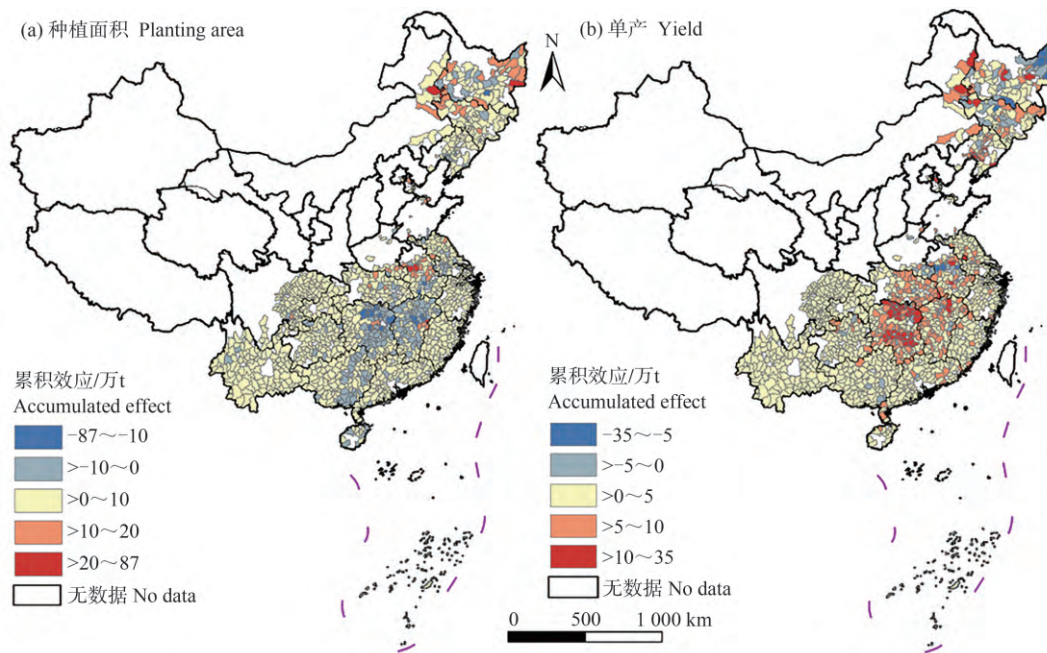 (a) 种植面积 Planting area
N
(b) 单产 Yield
累积效应/万t
Accumulated effect
−87～−10
>−10～0
>0～10
>10～20
>20～87
无数据 No data
累积效应/万t
Accumulated effect
−35～−5
>−5～0
>0～5
>5～10
>10～35
无数据 No data
0 500 1 000 km